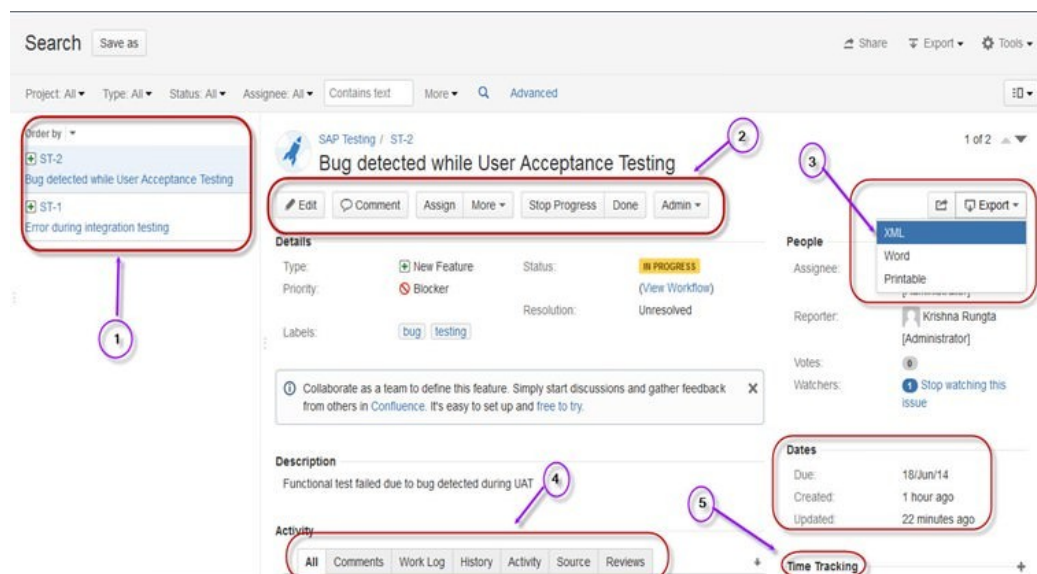 Search Save as Share Export Tools
Project: All Type: All Status: All Assignee: All Contains text More Advanced
Order by
ST-2
Bug detected while User Acceptance Testing
ST-1
Error during integration testing
1
SAP Testing / ST-2
Bug detected while User Acceptance Testing
2
1 of 2
Edit Comment Assign More Stop Progress Done Admin
3
Export
XML
Word
Printable
Details
Type: New Feature Status: IN PROGRESS
Priority: Blocker (View Workflow)
Resolution: Unresolved
Labels: bug testing
People
Assignee:
[Administrator]
Reporter: Krishna Rungta
[Administrator]
Votes: 0
Watchers: 1 Stop watching this
issue
Collaborate as a team to define this feature. Simply start discussions and gather feedback
from others in Confluence. It's easy to set up and free to try.
Description
Functional test failed due to bug detected during UAT
4
Dates
Due: 18/Jun/14
Created: 1 hour ago
Updated: 22 minutes ago
5
Activity
All Comments Work Log History Activity Source Reviews
Time Tracking